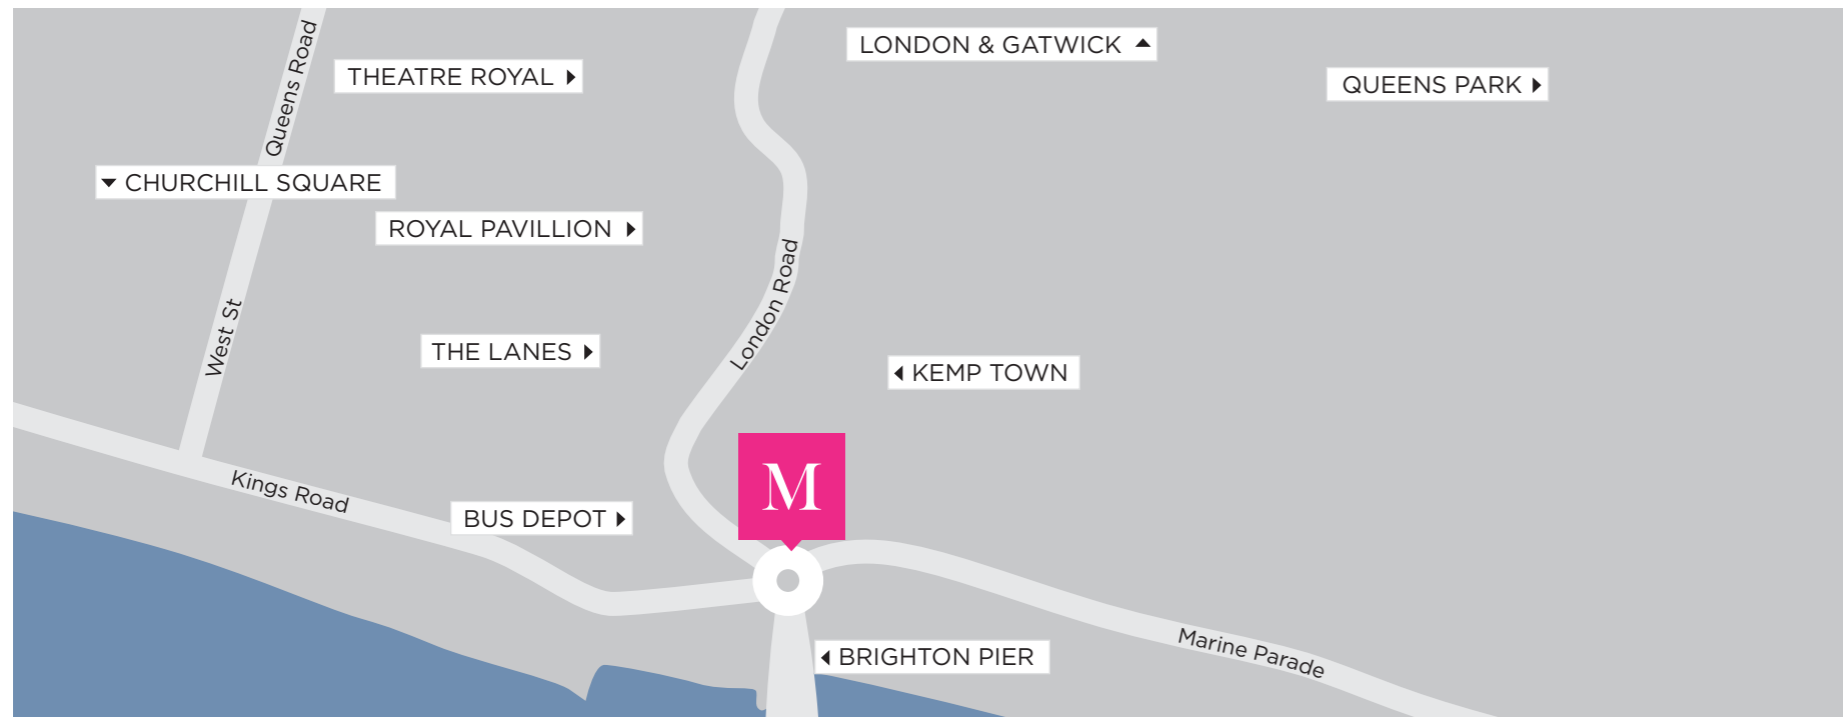 LONDON & GATWICK
Queens Road
THEATRE ROYAL
QUEENS PARK
CHURCHILL SQUARE
ROYAL PAVILLION
London Road
West St
THE LANES
KEMP TOWN
M
Kings Road
BUS DEPOT
BRIGHTON PIER
Marine Parade